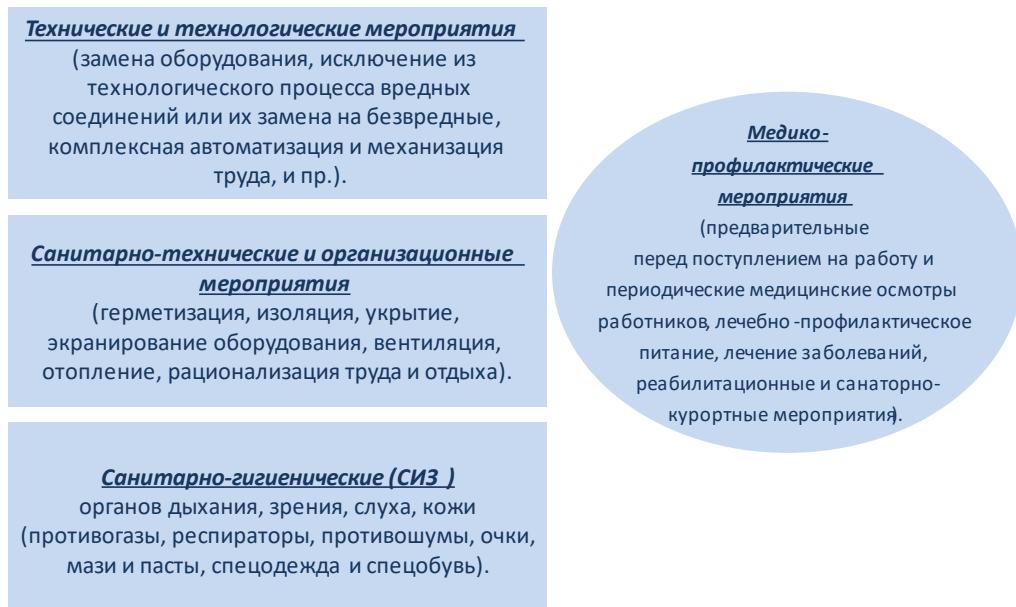 Технические и технологические мероприятия
(замена оборудования, исключение из
технологического процесса вредных
соединений или их замена на безвредные,
комплексная автоматизация и механизация
труда, и пр.).
Санитарно-технические и организационные
мероприятия
(герметизация, изоляция, укрытие,
экранирование оборудования, вентиляция,
отопление, рационализация труда и отдыха).
Санитарно-гигиенические (СИЗ )
органов дыхания, зрения, слуха, кожи
(противогазы, респираторы, противошумы, очки,
мази и пасты, спецодежда и спецобувь).
Медико-
профилактические
мероприятия
(предварительные
перед поступлением на работу и
периодические медицинские осмотры
работников, лечебно -профилактическое
питание, лечение заболеваний,
реабилитационные и санаторно-
курортные мероприятия).